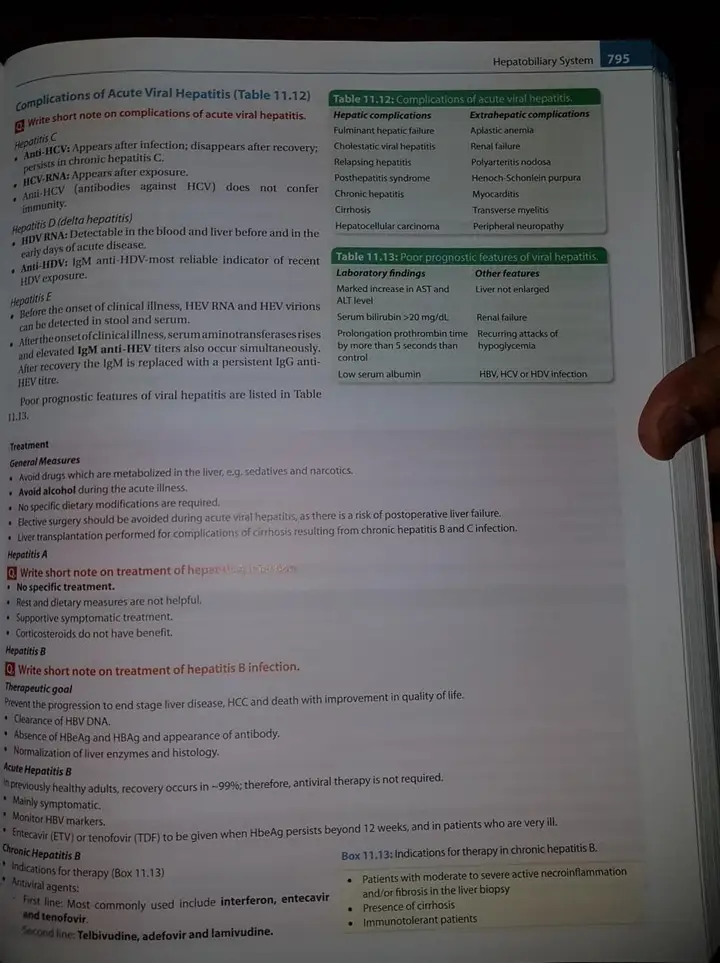 Hepatobiliary System 795
Complications of Acute Viral Hepatitis (Table 11.12)
Q Write short note on complications of acute viral hepatitis.
Hepatitis C
• Anti-HCV: Appears after infection; disappears after recovery;
persists in chronic hepatitis C.
• HCV-RNA: Appears after exposure.
• Anti-HCV (antibodies against HCV) does not confer
immunity.
Hepatitis D (delta hepatitis)
• HDV RNA: Detectable in the blood and liver before and in the
early days of acute disease.
• Anti-HDV: IgM anti-HDV-most reliable indicator of recent
HDV exposure.
Hepatitis E
• Before the onset of clinical illness, HEV RNA and HEV virions
can be detected in stool and serum.
• After the onset of clinical illness, serum aminotransferases rises
and elevated IgM anti-HEV titers also occur simultaneously.
After recovery the IgM is replaced with a persistent IgG anti-
HEV titre.
Poor prognostic features of viral hepatitis are listed in Table
11.13.
Table 11.12: Complications of acute viral hepatitis.
Hepatic complications Extrahepatic complications
Fulminant hepatic failure Aplastic anemia
Cholestatic viral hepatitis Renal failure
Relapsing hepatitis Polyarteritis nodosa
Posthepatitis syndrome Henoch-Schonlein purpura
Chronic hepatitis Myocarditis
Cirrhosis Transverse myelitis
Hepatocellular carcinoma Peripheral neuropathy
Table 11.13: Poor prognostic features of viral hepatitis.
Laboratory findings Other features
Marked increase in AST and Liver not enlarged
ALT level
Serum bilirubin >20 mg/dL Renal failure
Prolongation prothrombin time Recurring attacks of
by more than 5 seconds than hypoglycemia
control
Low serum albumin HBV, HCV or HDV infection
Treatment
General Measures
• Avoid drugs which are metabolized in the liver, e.g. sedatives and narcotics.
• Avoid alcohol during the acute illness.
• No specific dietary modifications are required.
• Elective surgery should be avoided during acute viral hepatitis, as there is a risk of postoperative liver failure.
• Liver transplantation performed for complications of cirrhosis resulting from chronic hepatitis B and C infection.
Hepatitis A
Q Write short note on treatment of
• No specific treatment.
• Rest and dietary measures are not helpful.
• Supportive symptomatic treatment.
• Corticosteroids do not have benefit.
Hepatitis B
Q Write short note on treatment of hepatitis B infection.
Therapeutic goal
Prevent the progression to end stage liver disease, HCC and death with improvement in quality of life.
• Clearance of HBV DNA.
• Absence of HBeAg and HBAg and appearance of antibody.
• Normalization of liver enzymes and histology.
Acute Hepatitis B
In previously healthy adults, recovery occurs in ~99%; therefore, antiviral therapy is not required.
• Mainly symptomatic.
• Monitor HBV markers.
• Entecavir (ETV) or tenofovir (TDF) to be given when HbeAg persists beyond 12 weeks, and in patients who are very ill.
Chronic Hepatitis B
• Indications for therapy (Box 11.13)
• Antiviral agents:
- First line: Most commonly used include interferon, entecavir
and tenofovir.
Second line: Telbivudine, adefovir and lamivudine.
Box 11.13: Indications for therapy in chronic hepatitis B.
• Patients with moderate to severe active necroinflammation
and/or fibrosis in the liver biopsy
• Presence of cirrhosis
• Immunotolerant patients